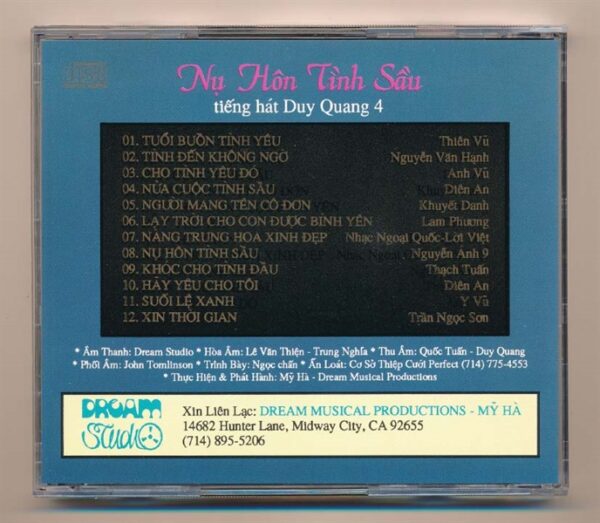 COMPACT disc DIGITAL AUDIO
Nụ Hôn Tình Sầu
tiếng hát Duy Quang 4
01. TUỔI BUỒN TÌNH YÊU Thiên Vũ
02. TÌNH ĐẾN KHÔNG NGỜ Nguyễn Văn Hạnh
03. CHO TÌNH YÊU ĐÓ Anh Vũ
04. NỬA CUỘC TÌNH SẦU Diên An
05. NGƯỜI MANG TÊN CÔ ĐƠN Khuyết Danh
06. LẠY TRỜI CHO CON ĐƯỢC BÌNH YÊN Lam Phương
07. NÀNG TRUNG HOA XINH ĐẸP Nhạc Ngoại Quốc-Lời Việt
08. NỤ HÔN TÌNH SẦU Nguyễn Ánh 9
09. KHÓC CHO TÌNH ĐẦU Thạch Tuấn
10. HÃY YÊU CHO TÔI Diên An
11. SUỐI LỆ XANH Y Vũ
12. XIN THỜI GIAN Trần Ngọc Sơn
* Âm Thanh: Dream Studio * Hòa Âm: Lê Văn Thiện - Trung Nghĩa * Thu Âm: Quốc Tuấn - Duy Quang
* Phối Âm: John Tomlinson * Trình Bày: Ngọc chấn * Ấn Loát: Cơ Sở Thiệp Cưới Perfect (714) 775-4553
* Thực Hiện & Phát Hành: Mỹ Hà - Dream Musical Productions
DREAM
Studio
Xin Liên Lạc: DREAM MUSICAL PRODUCTIONS - MỸ HÀ
14682 Hunter Lane, Midway City, CA 92655
(714) 895-5206